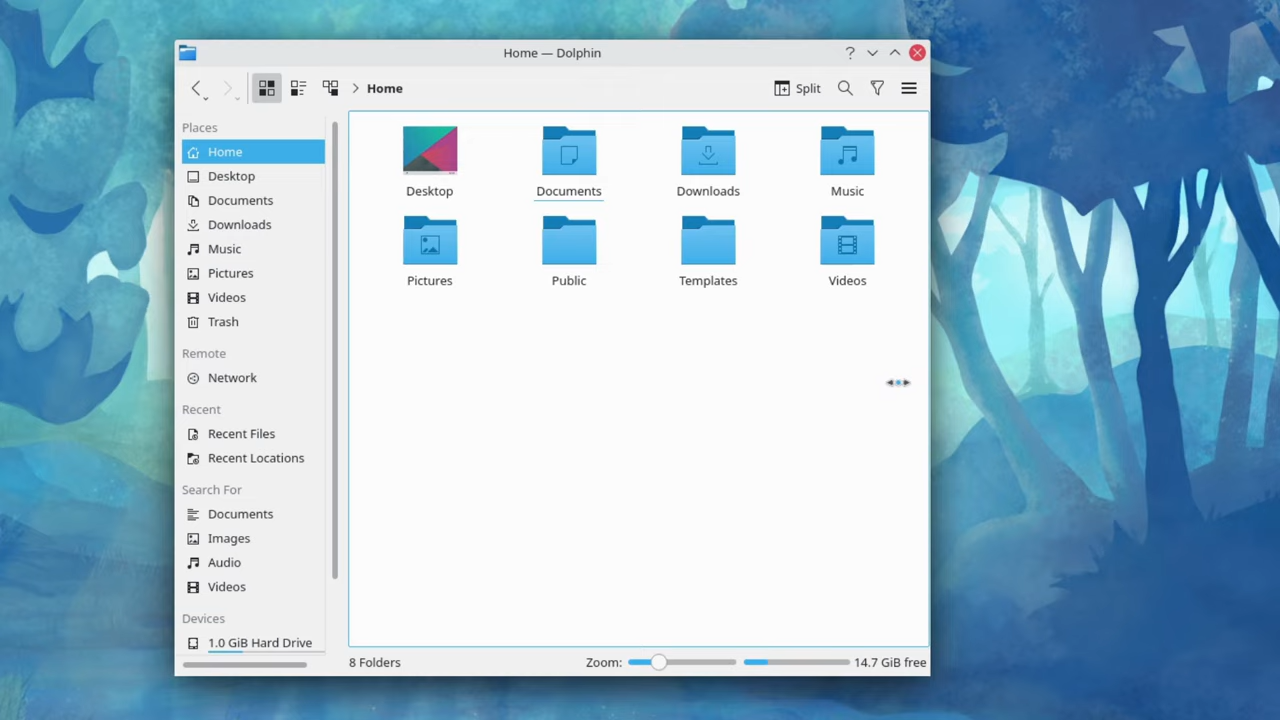 Home — Dolphin
Home
Split
Places
Home
Desktop
Documents
Downloads
Music
Pictures
Videos
Trash
Remote
Network
Recent
Recent Files
Recent Locations
Search For
Documents
Images
Audio
Videos
Devices
1.0 GiB Hard Drive
Desktop
Documents
Downloads
Music
Pictures
Public
Templates
Videos
8 Folders
Zoom:
14.7 GiB free